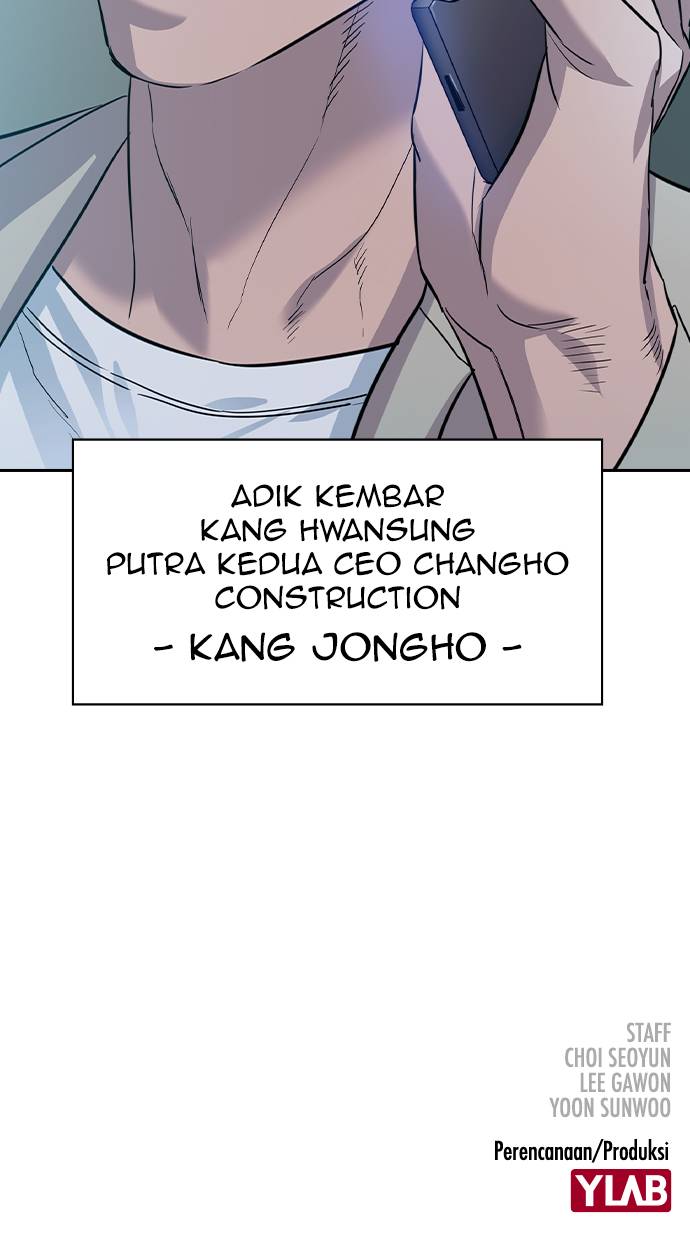 ADIK KEMBAR
KANG HWANSUNG
PUTRA KEDUA CEO CHANGHO
CONSTRUCTION
- KANG JONGHO -
STAFF
CHOI SEOYUN
LEE GAWON
YOON SUNWOO
Perencanaan/Produksi
YLAB